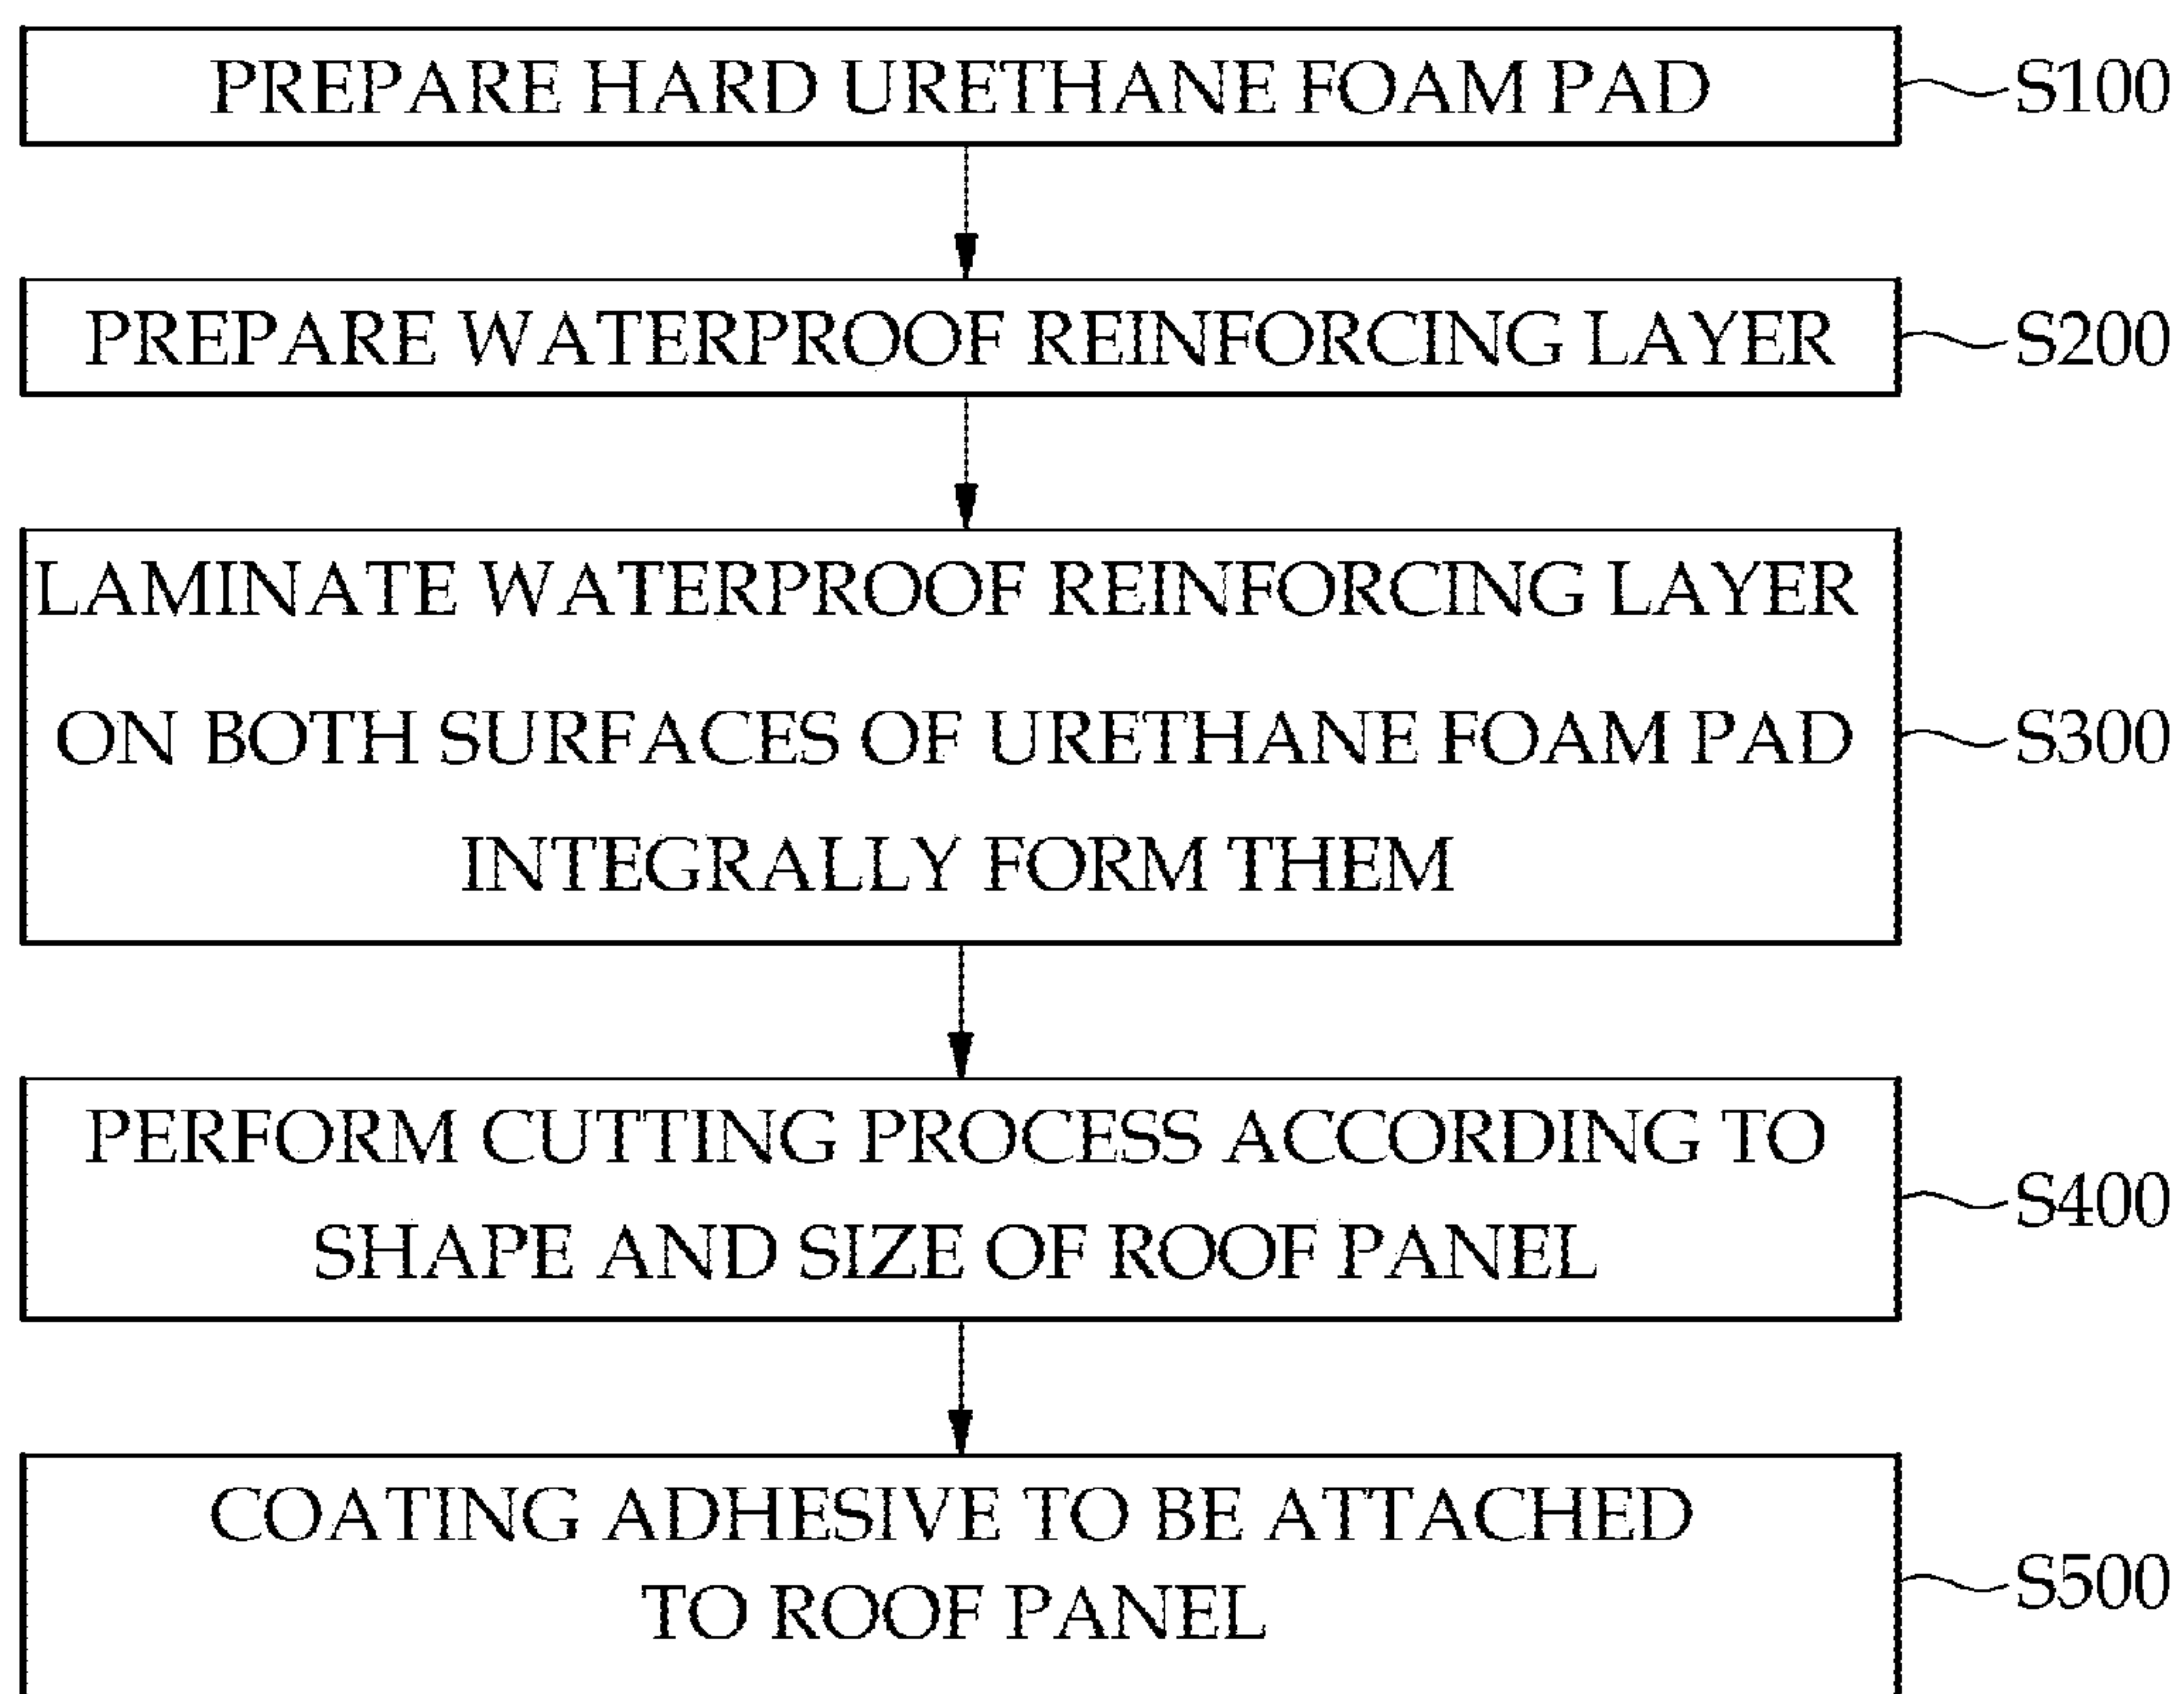 PREPARE HARD URETHANE FOAM PAD
S100
PREPARE WATERPROOF REINFORCING LAYER
S200
LAMINATE WATERPROOF REINFORCING LAYER
ON BOTH SURFACES OF URETHANE FOAM PAD
INTEGRALLY FORM THEM
S300
PERFORM CUTTING PROCESS ACCORDING TO
SHAPE AND SIZE OF ROOF PANEL
S400
COATING ADHESIVE TO BE ATTACHED
TO ROOF PANEL
S500